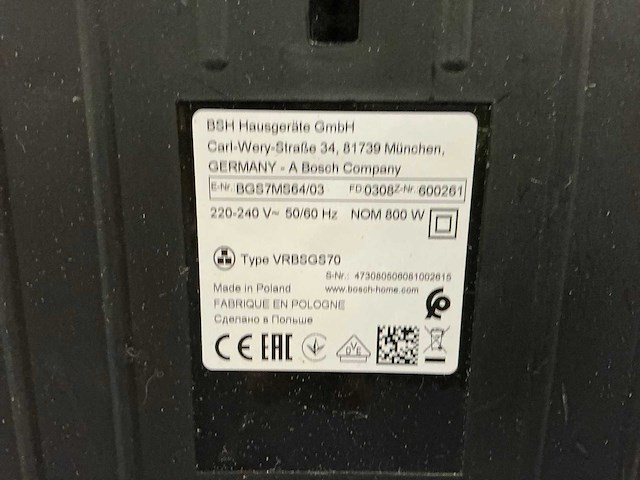 BSH Hausgeräte GmbH
Carl-Wery-Straße 34, 81739 München,
GERMANY - A Bosch Company
E-Nr. BGS7MS64/03 FD 0308 Z-Nr. 600261
220-240 V~ 50/60 Hz NOM 800 W
Type VRBSGS70
S-Nr.: 473080506081002615
Made in Poland www.bosch-home.com
FABRIQUE EN POLOGNE
Сделано в Польше
CE EAC VDE